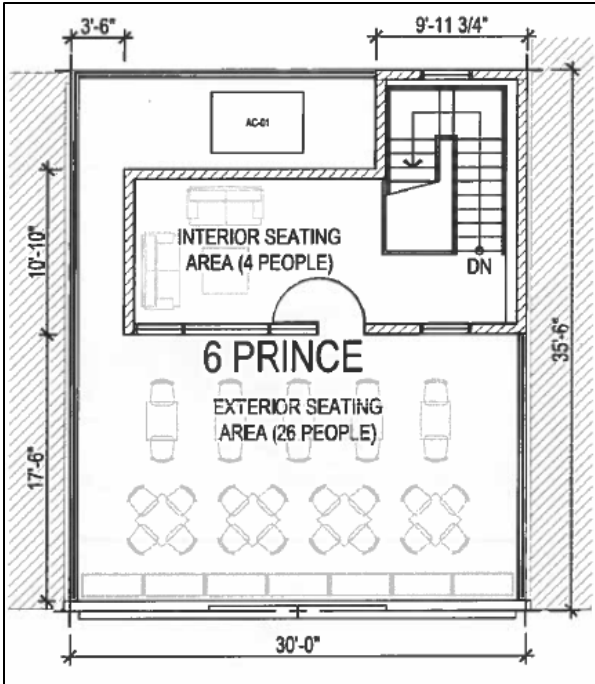 3'-6"
9'-11 3/4"
AC-01
10'-10"
INTERIOR SEATING
AREA (4 PEOPLE)
DN
35'-6"
6 PRINCE
EXTERIOR SEATING
AREA (26 PEOPLE)
17'-6"
30'-0"